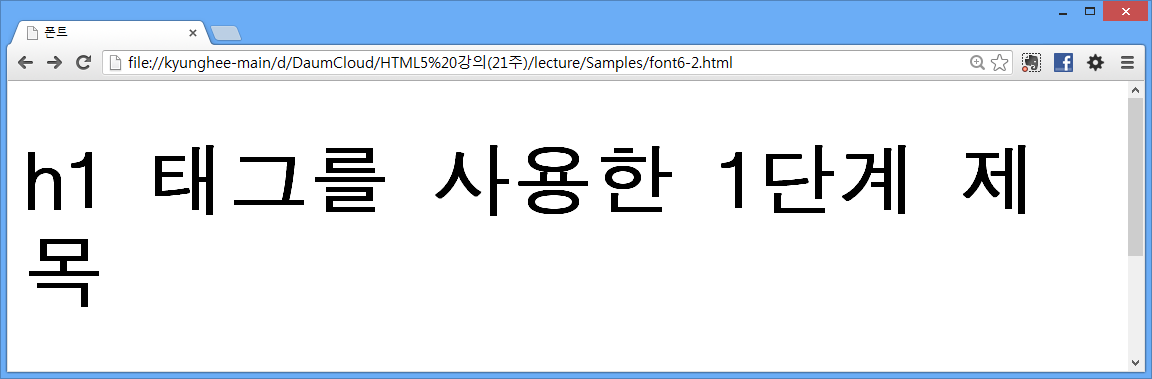 폰트
file://kyunghee-main/d/DaumCloud/HTML5%20강의(21주)/lecture/Samples/font6-2.html
h1 태그를 사용한 1단계 제
목